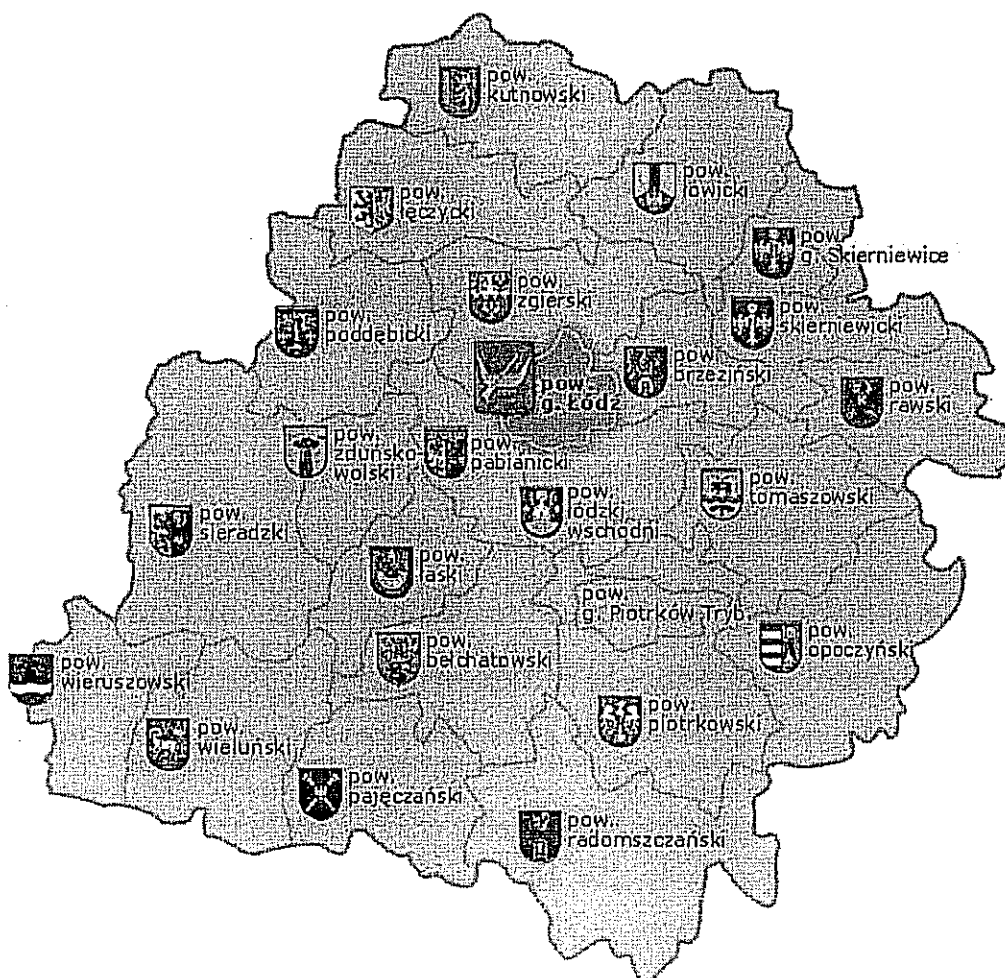 pow.
kutnowski
pow.
łowicki
pow.
łęczycki
pow.
g. Skierniewice
pow.
zgierski
pow.
skierniewicki
pow.
poddębicki
pow.
brzeziński
pow.
g. Łódź
pow.
rawski
pow.
zduńsko
wolski
pow.
pabianicki
pow.
tomaszowski
pow.
łódzki
wschodni
pow.
sieradzki
pow.
łaski
pow.
g. Piotrków Tryb.
pow.
opoczyński
pow.
bełchatowski
pow.
wieruszowski
pow.
piotrkowski
pow.
wieluński
pow.
pajęczański
pow.
radomszczański